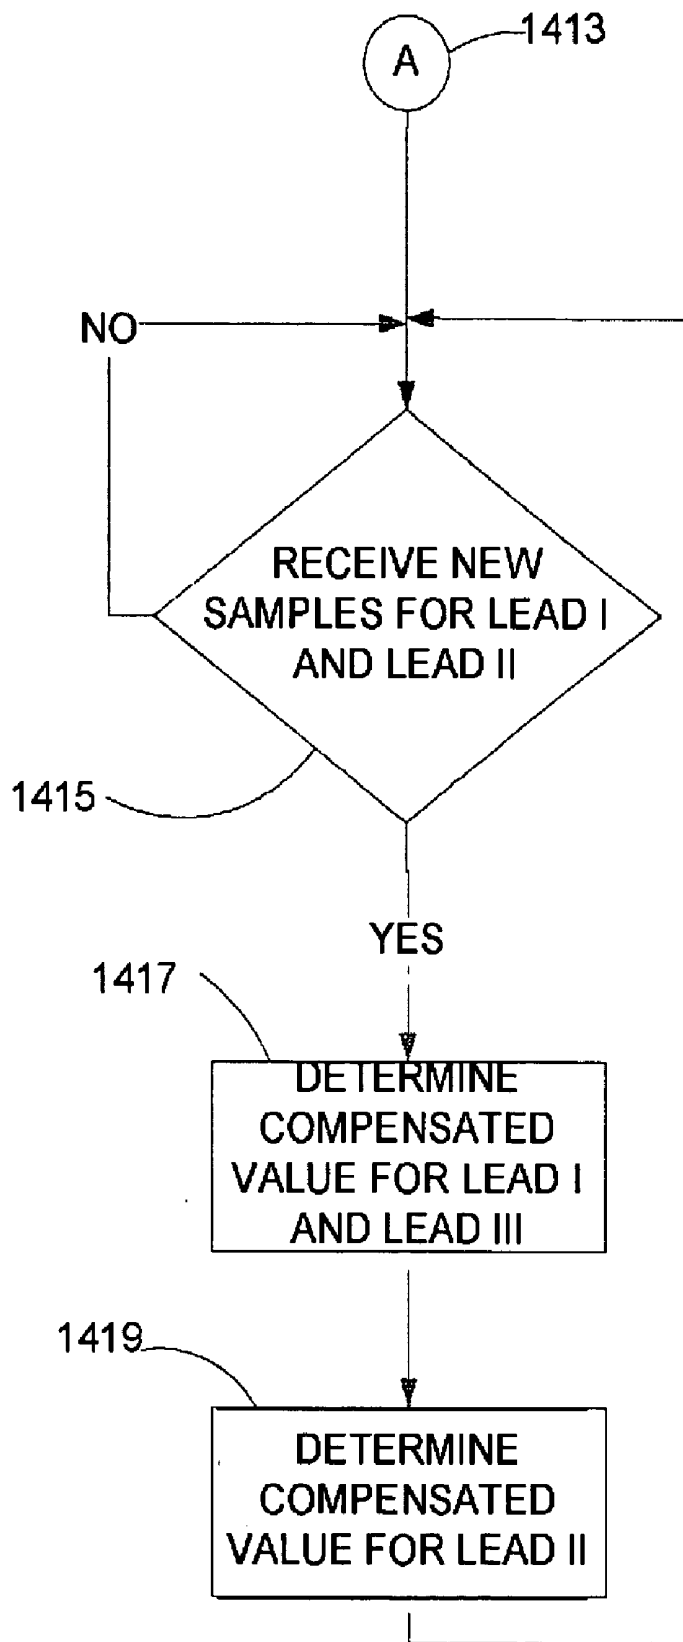 1413
A
NO
RECEIVE NEW
SAMPLES FOR LEAD I
AND LEAD II
1415
YES
1417
DETERMINE
COMPENSATED
VALUE FOR LEAD I
AND LEAD III
1419
DETERMINE
COMPENSATED
VALUE FOR LEAD II